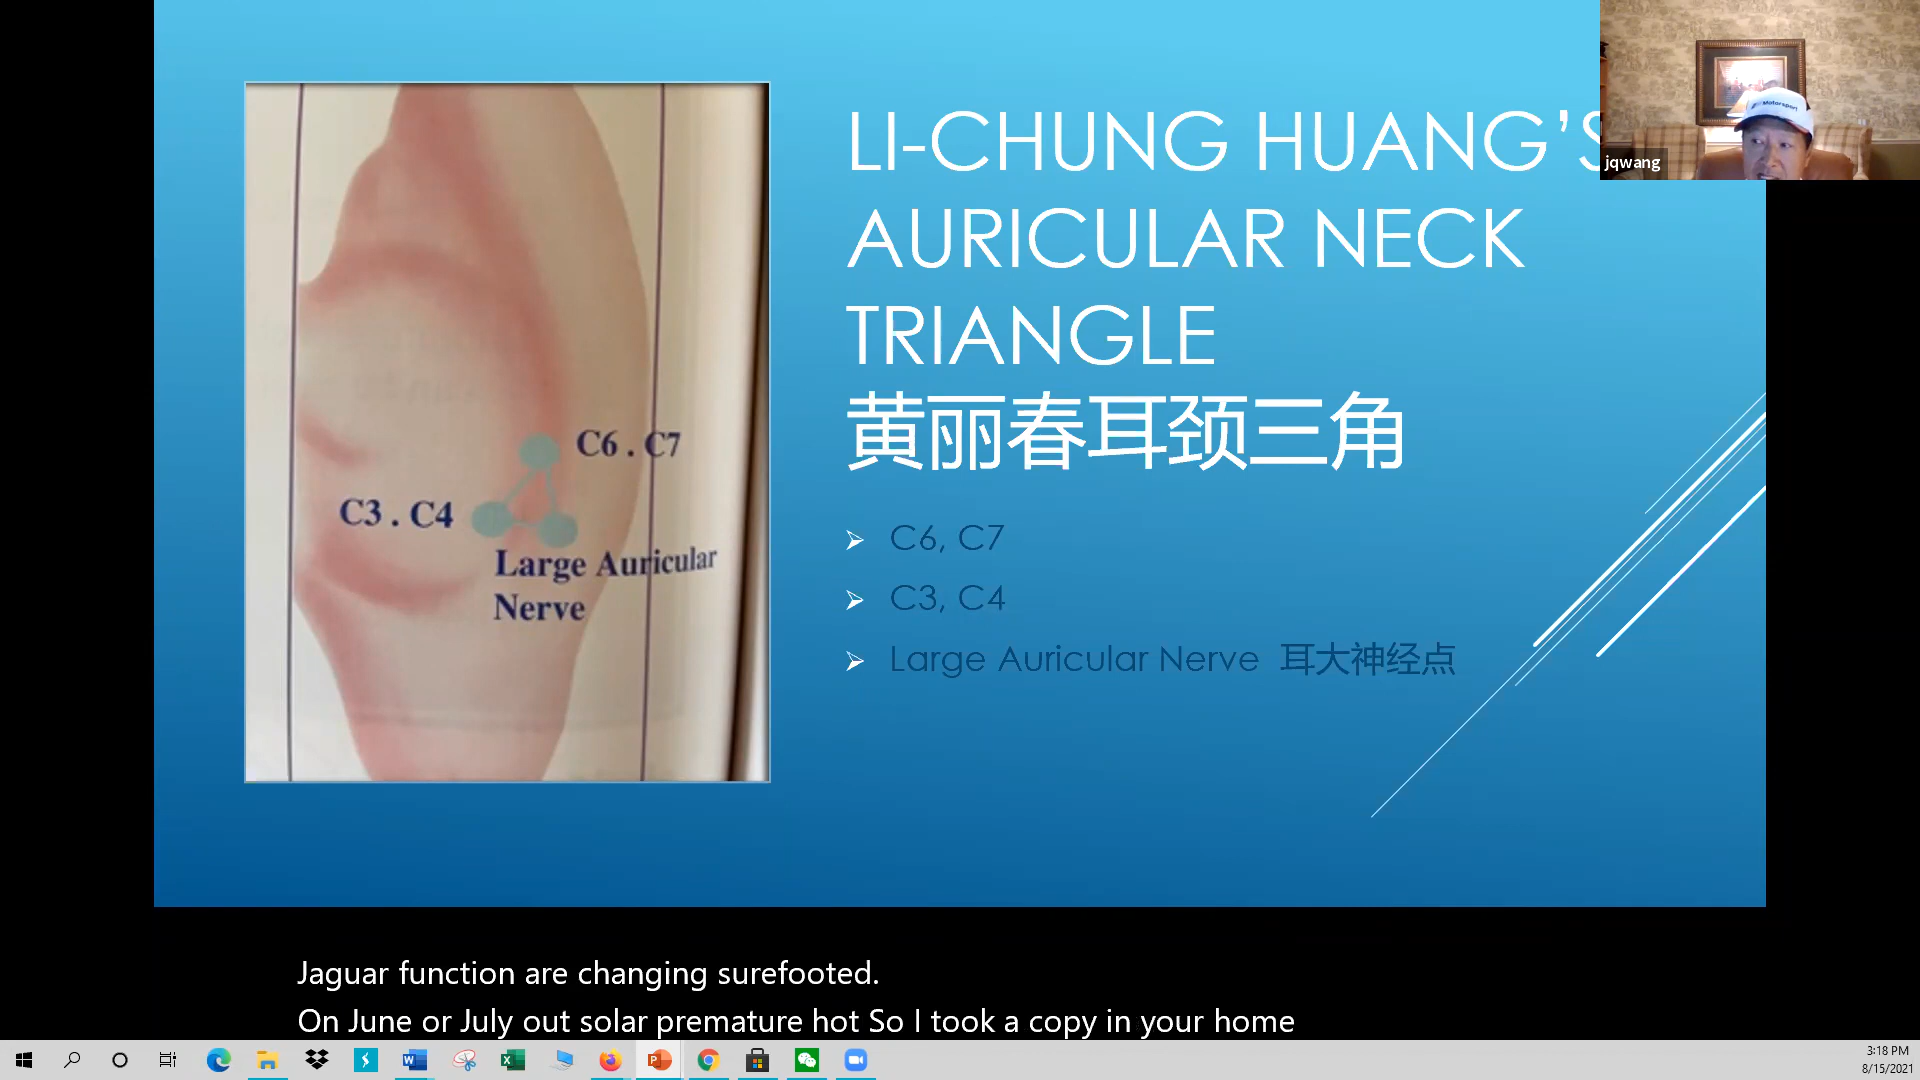 LI-CHUNG HUANG’S
AURICULAR NECK
TRIANGLE
黄丽春耳颈三角
C6, C7
C3, C4
Large Auricular Nerve 耳大神经点
C6 . C7
C3 . C4
Large Auricular
Nerve
Motorsport
jqwang
Jaguar function are changing surefooted.
On June or July out solar premature hot So I took a copy in your home
3:18 PM
8/15/2021